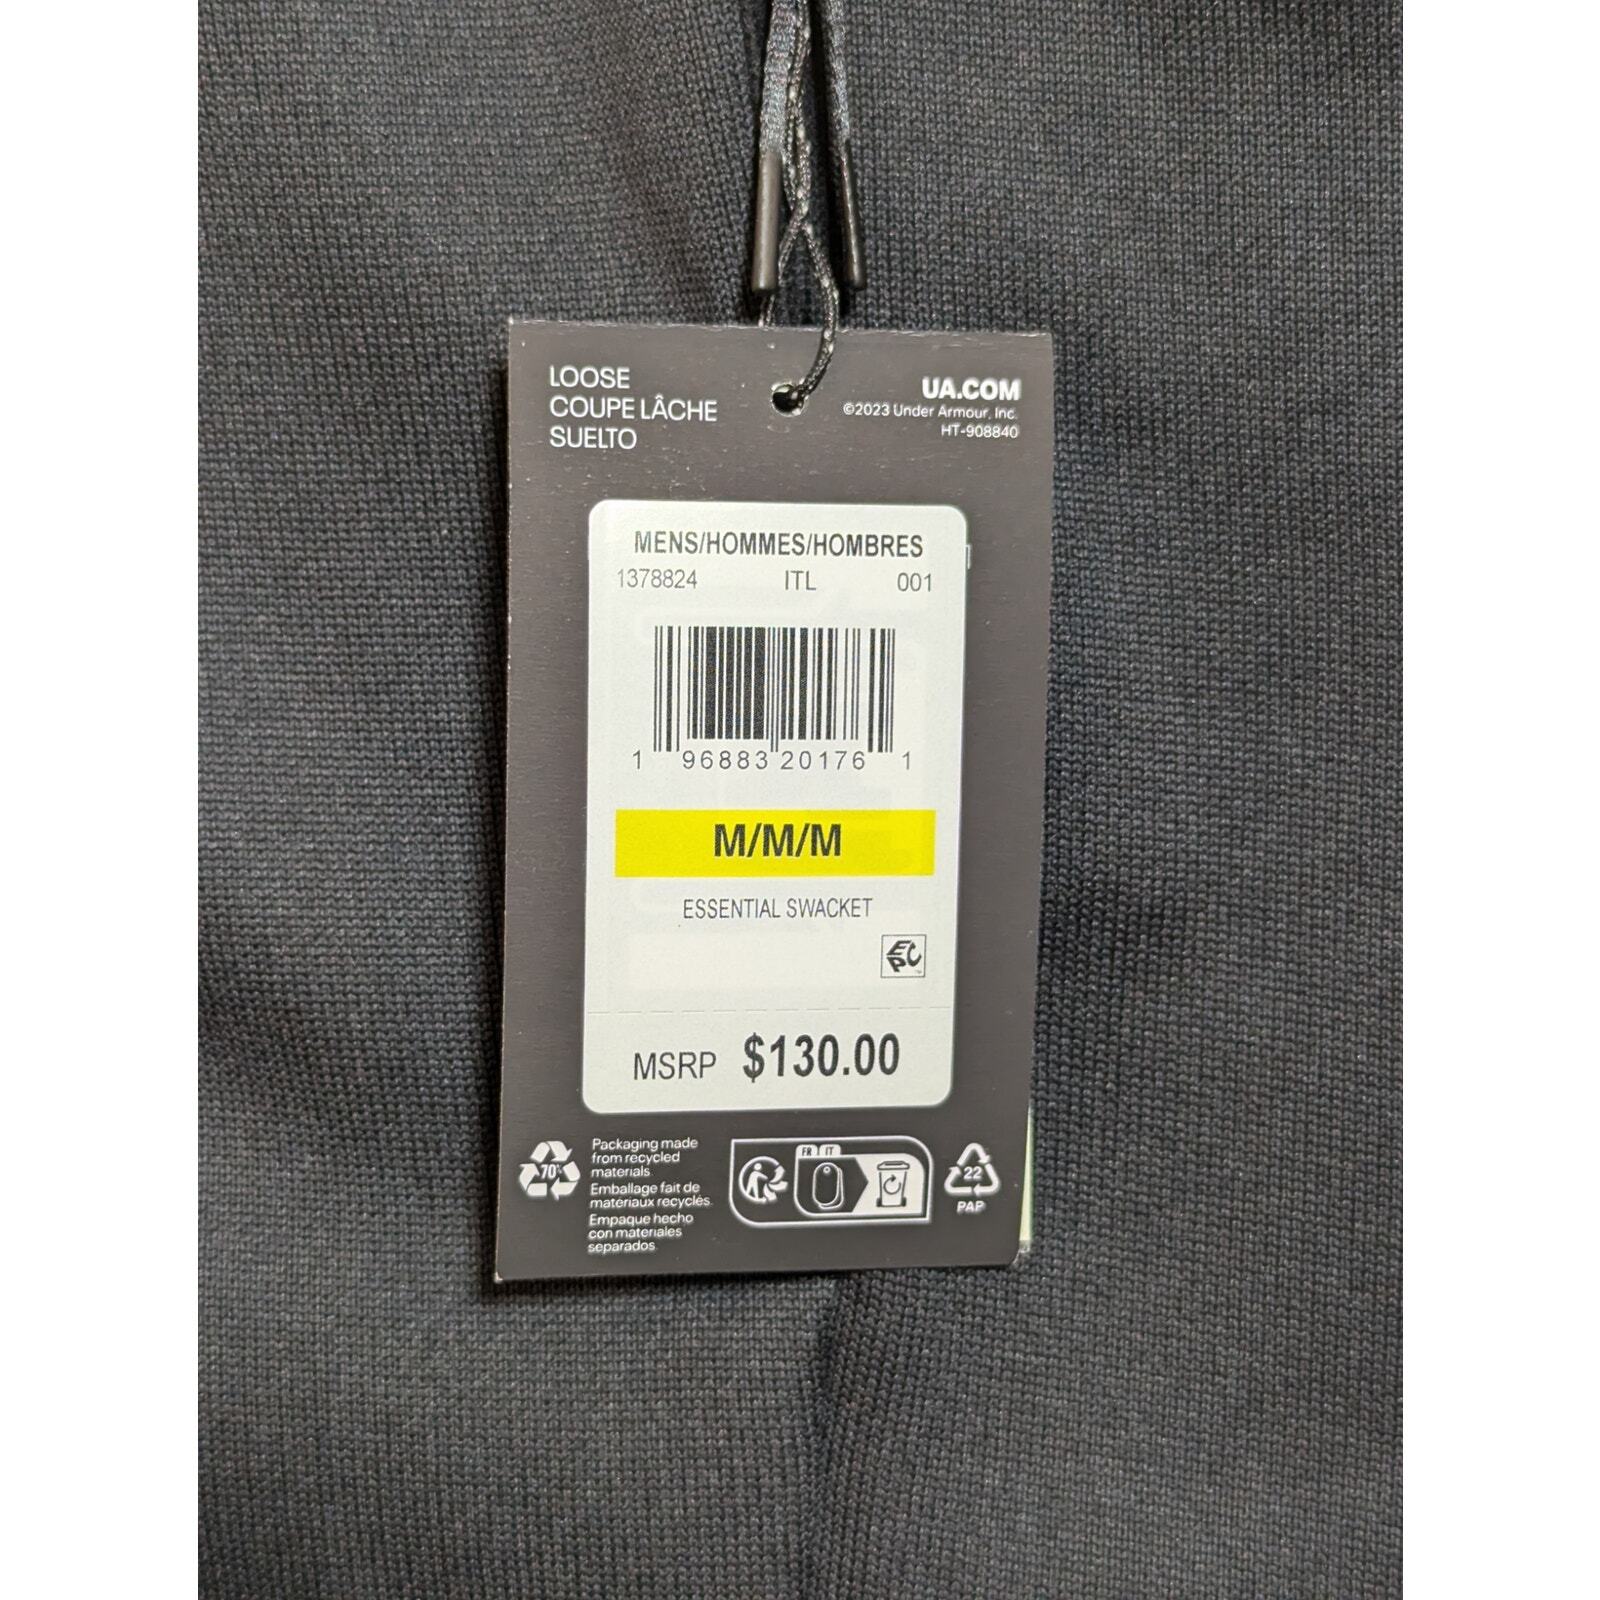 LOOSE
COUPE LÂCHE
SUELTO
UA.COM
©2023 Under Armour, Inc.
HT-908840
MENS/HOMMES/HOMBRES
1378824 ITL 001
1 96883 20176 1
M/M/M
ESSENTIAL SWACKET
EPC
MSRP $130.00
70%
Packaging made
from recycled
materials.
Emballage fait de
matériaux recyclés.
Empaque hecho
con materiales
separados.
FR IT
22
PAP